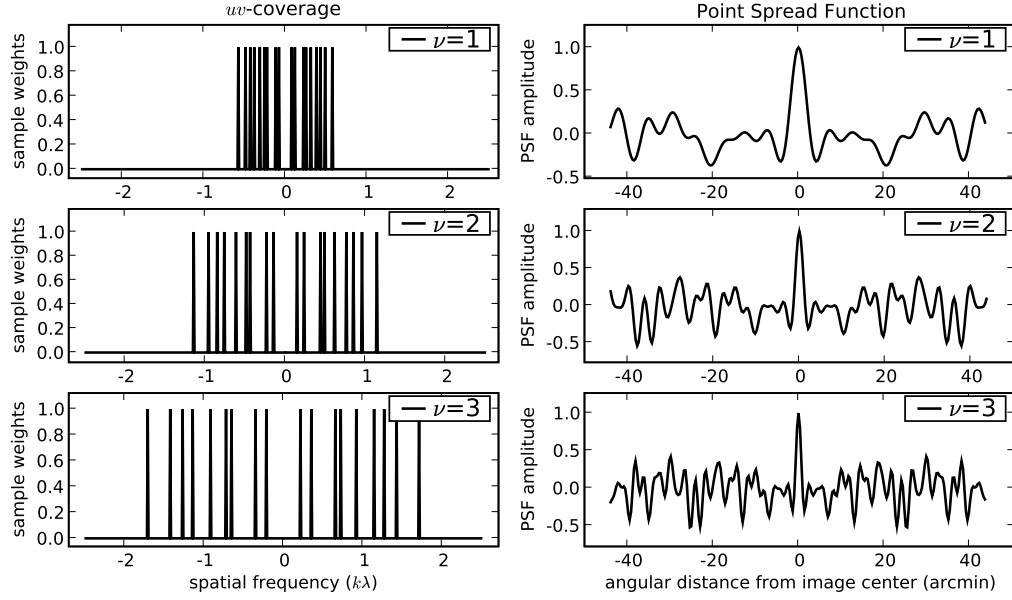 uv-coverage
Point Spread Function
sample weights
1.0
0.8
0.6
0.4
0.2
0.0
ν=1
-2 -1 0 1 2
PSF amplitude
1.0
0.5
0.0
-0.5
ν=1
-40 -20 0 20 40
sample weights
1.0
0.8
0.6
0.4
0.2
0.0
ν=2
-2 -1 0 1 2
PSF amplitude
1.0
0.5
0.0
-0.5
ν=2
-40 -20 0 20 40
sample weights
1.0
0.8
0.6
0.4
0.2
0.0
ν=3
-2 -1 0 1 2
spatial frequency (kλ)
PSF amplitude
1.0
0.5
0.0
-0.5
ν=3
-40 -20 0 20 40
angular distance from image center (arcmin)